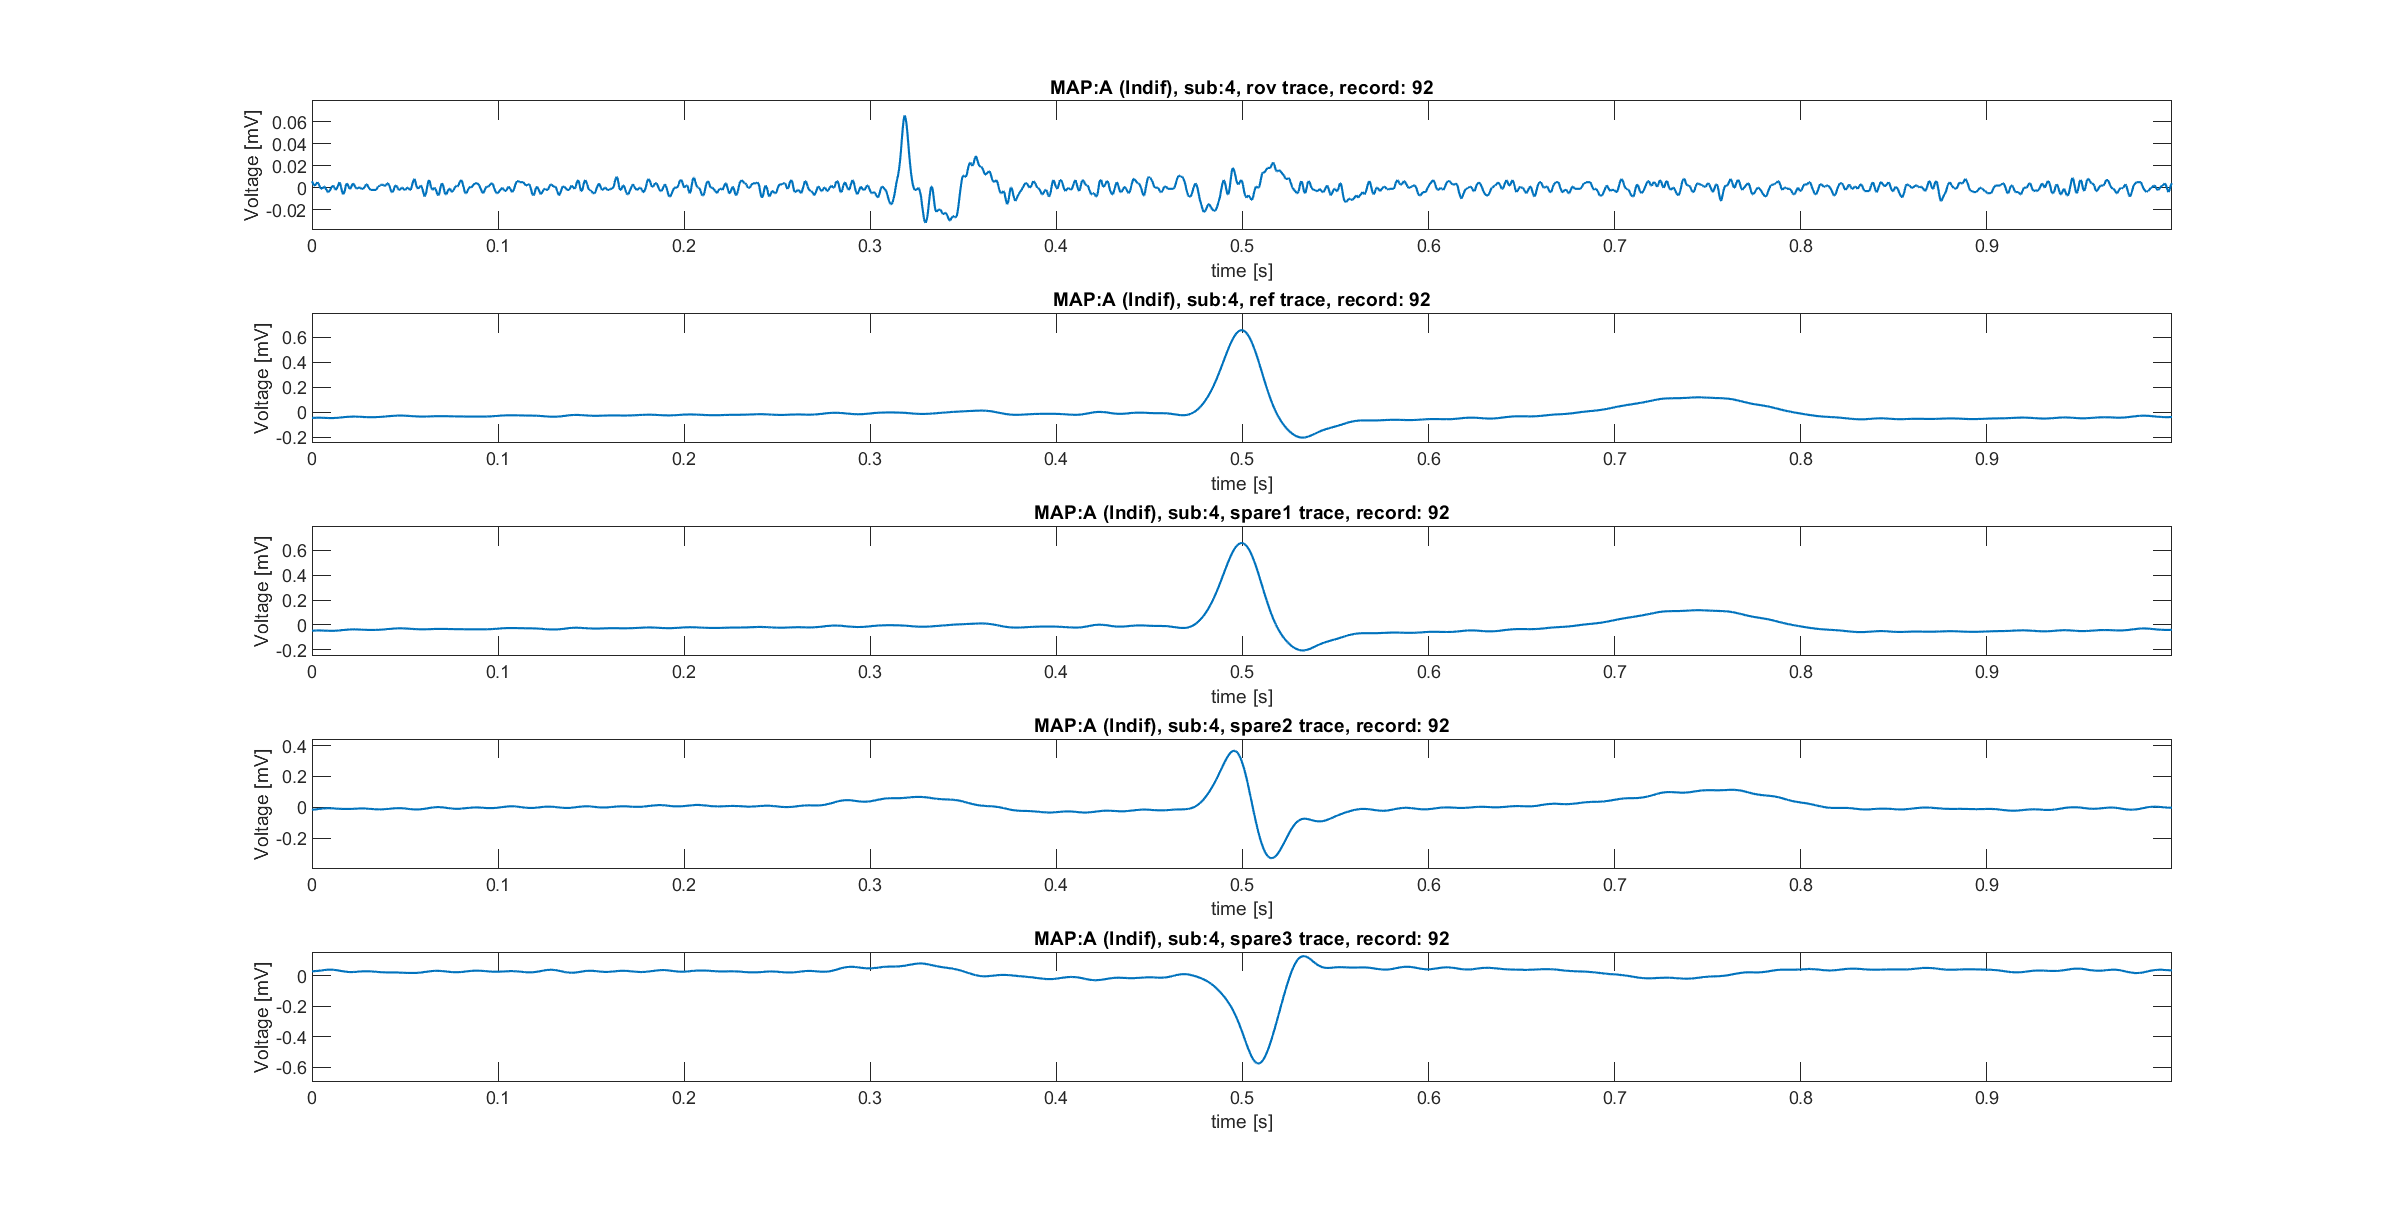 MAP:A (Indif), sub:4, rov trace, record: 92
Voltage [mV]
0.06
0.04
0.02
0
-0.02
0 0.1 0.2 0.3 0.4 0.5 0.6 0.7 0.8 0.9
time [s]
MAP:A (Indif), sub:4, ref trace, record: 92
Voltage [mV]
0.6
0.4
0.2
0
-0.2
0 0.1 0.2 0.3 0.4 0.5 0.6 0.7 0.8 0.9
time [s]
MAP:A (Indif), sub:4, spare1 trace, record: 92
Voltage [mV]
0.6
0.4
0.2
0
-0.2
0 0.1 0.2 0.3 0.4 0.5 0.6 0.7 0.8 0.9
time [s]
MAP:A (Indif), sub:4, spare2 trace, record: 92
Voltage [mV]
0.4
0.2
0
-0.2
0 0.1 0.2 0.3 0.4 0.5 0.6 0.7 0.8 0.9
time [s]
MAP:A (Indif), sub:4, spare3 trace, record: 92
Voltage [mV]
0
-0.2
-0.4
-0.6
0 0.1 0.2 0.3 0.4 0.5 0.6 0.7 0.8 0.9
time [s]